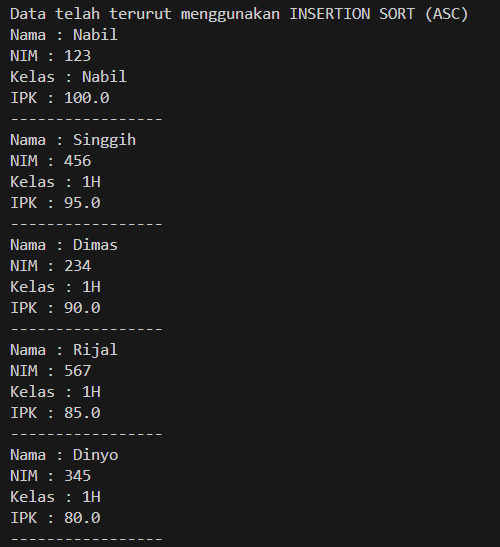 Data telah terurut menggunakan INSERTION SORT (ASC)
Nama : Nabil
NIM : 123
Kelas : Nabil
IPK : 100.0
-----------------
Nama : Singgih
NIM : 456
Kelas : 1H
IPK : 95.0
-----------------
Nama : Dimas
NIM : 234
Kelas : 1H
IPK : 90.0
-----------------
Nama : Rijal
NIM : 567
Kelas : 1H
IPK : 85.0
-----------------
Nama : Dinyo
NIM : 345
Kelas : 1H
IPK : 80.0
-----------------